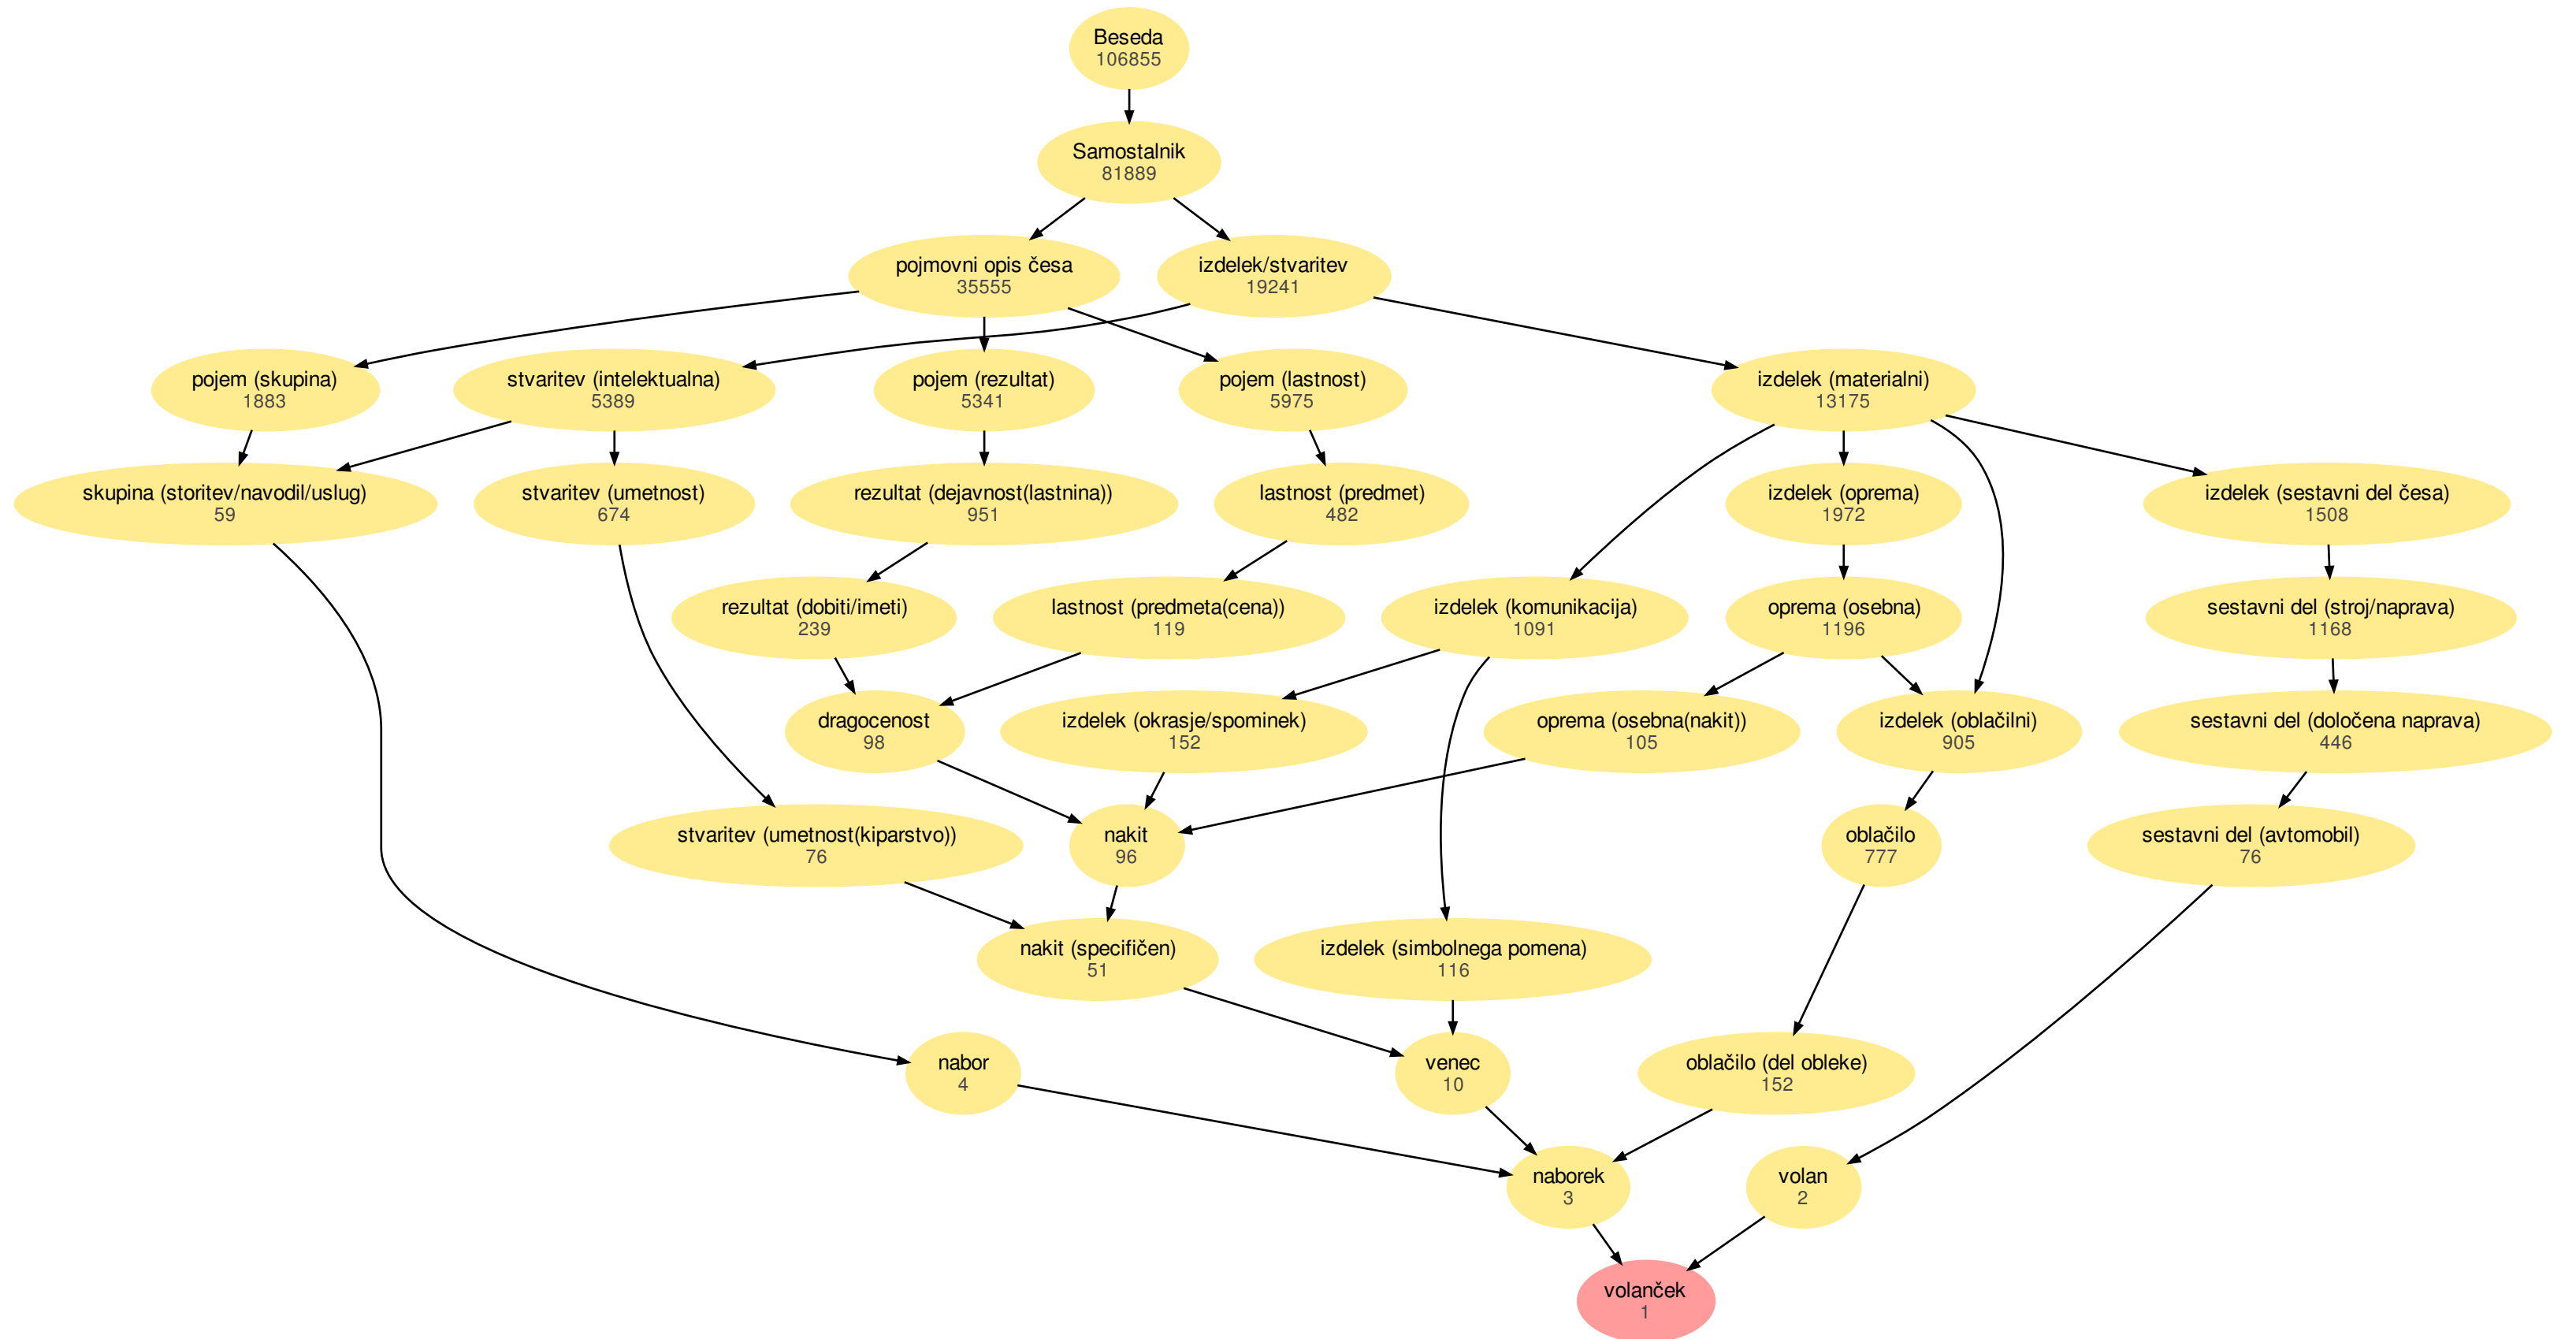 Beseda
106855
Samostalnik
81889
pojmovni opis česa
35555
izdelek/stvaritev
19241
pojem (skupina)
1883
stvaritev (intelektualna)
5389
pojem (rezultat)
5341
pojem (lastnost)
5975
izdelek (materialni)
13175
skupina (storitev/navodil/uslug)
59
stvaritev (umetnost)
674
rezultat (dejavnost(lastnina))
951
lastnost (predmet)
482
izdelek (oprema)
1972
izdelek (sestavni del česa)
1508
rezultat (dobiti/imeti)
239
lastnost (predmeta(cena))
119
izdelek (komunikacija)
1091
oprema (osebna)
1196
sestavni del (stroj/naprava)
1168
dragocenost
98
izdelek (okrasje/spominek)
152
oprema (osebna(nakit))
105
izdelek (oblačilni)
905
sestavni del (določena naprava)
446
stvaritev (umetnost(kiparstvo))
76
nakit
96
oblačilo
777
sestavni del (avtomobil)
76
nakit (specifičen)
51
izdelek (simbolnega pomena)
116
nabor
4
venec
10
oblačilo (del obleke)
152
naborek
3
volan
2
volanček
1